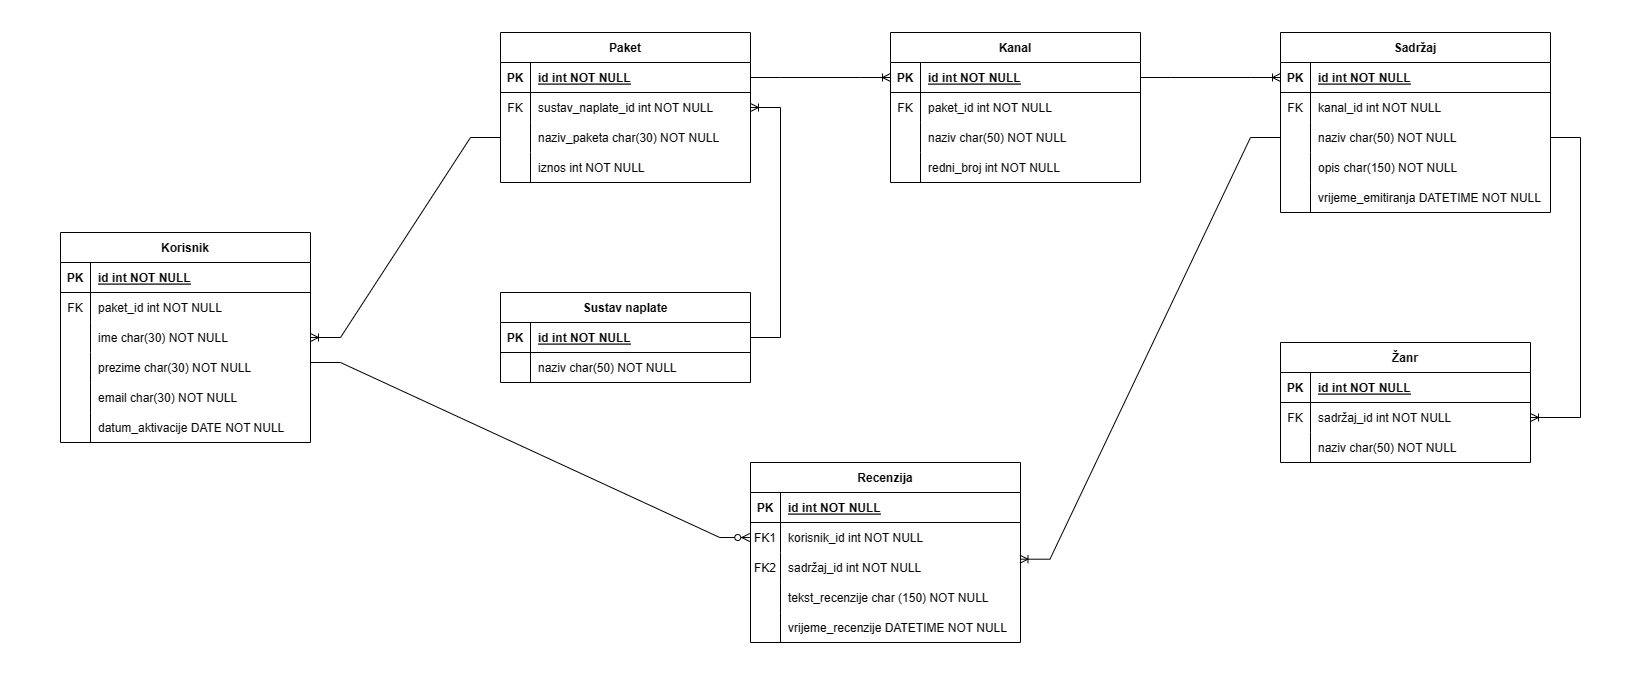 Paket
PK id int NOT NULL
FK sustav_naplate_id int NOT NULL
naziv_paketa char(30) NOT NULL
iznos int NOT NULL
Kanal
PK id int NOT NULL
FK paket_id int NOT NULL
naziv char(50) NOT NULL
redni_broj int NOT NULL
Sadržaj
PK id int NOT NULL
FK kanal_id int NOT NULL
naziv char(50) NOT NULL
opis char(150) NOT NULL
vrijeme_emitiranja DATETIME NOT NULL
Korisnik
PK id int NOT NULL
FK paket_id int NOT NULL
ime char(30) NOT NULL
prezime char(30) NOT NULL
email char(30) NOT NULL
datum_aktivacije DATE NOT NULL
Sustav naplate
PK id int NOT NULL
naziv char(50) NOT NULL
Žanr
PK id int NOT NULL
FK sadržaj_id int NOT NULL
naziv char(50) NOT NULL
Recenzija
PK id int NOT NULL
FK1 korisnik_id int NOT NULL
FK2 sadržaj_id int NOT NULL
tekst_recenzije char (150) NOT NULL
vrijeme_recenzije DATETIME NOT NULL